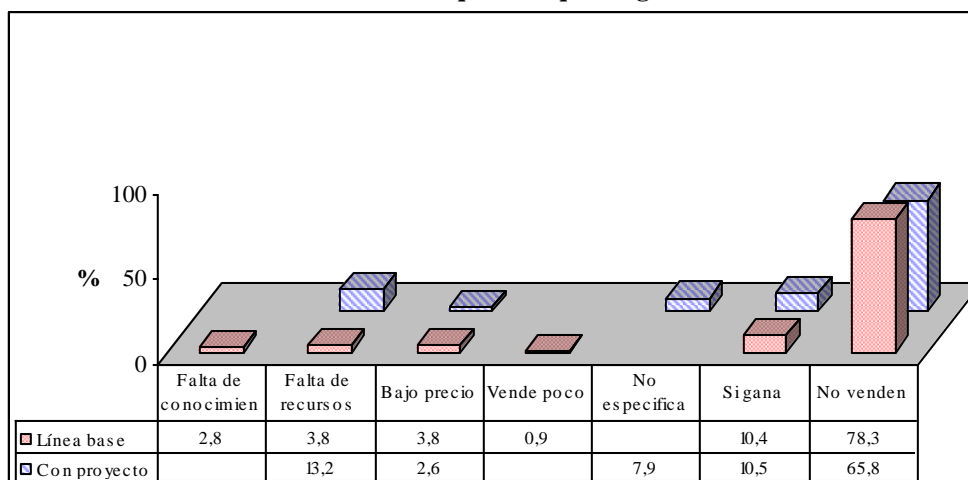 100
50
0
%
Falta de conocimien
Falta de recursos
Bajo precio
Vende poco
No especifica
Si gana
No venden
Línea base 2,8 3,8 3,8 0,9 10,4 78,3
Con proyecto 13,2 2,6 7,9 10,5 65,8